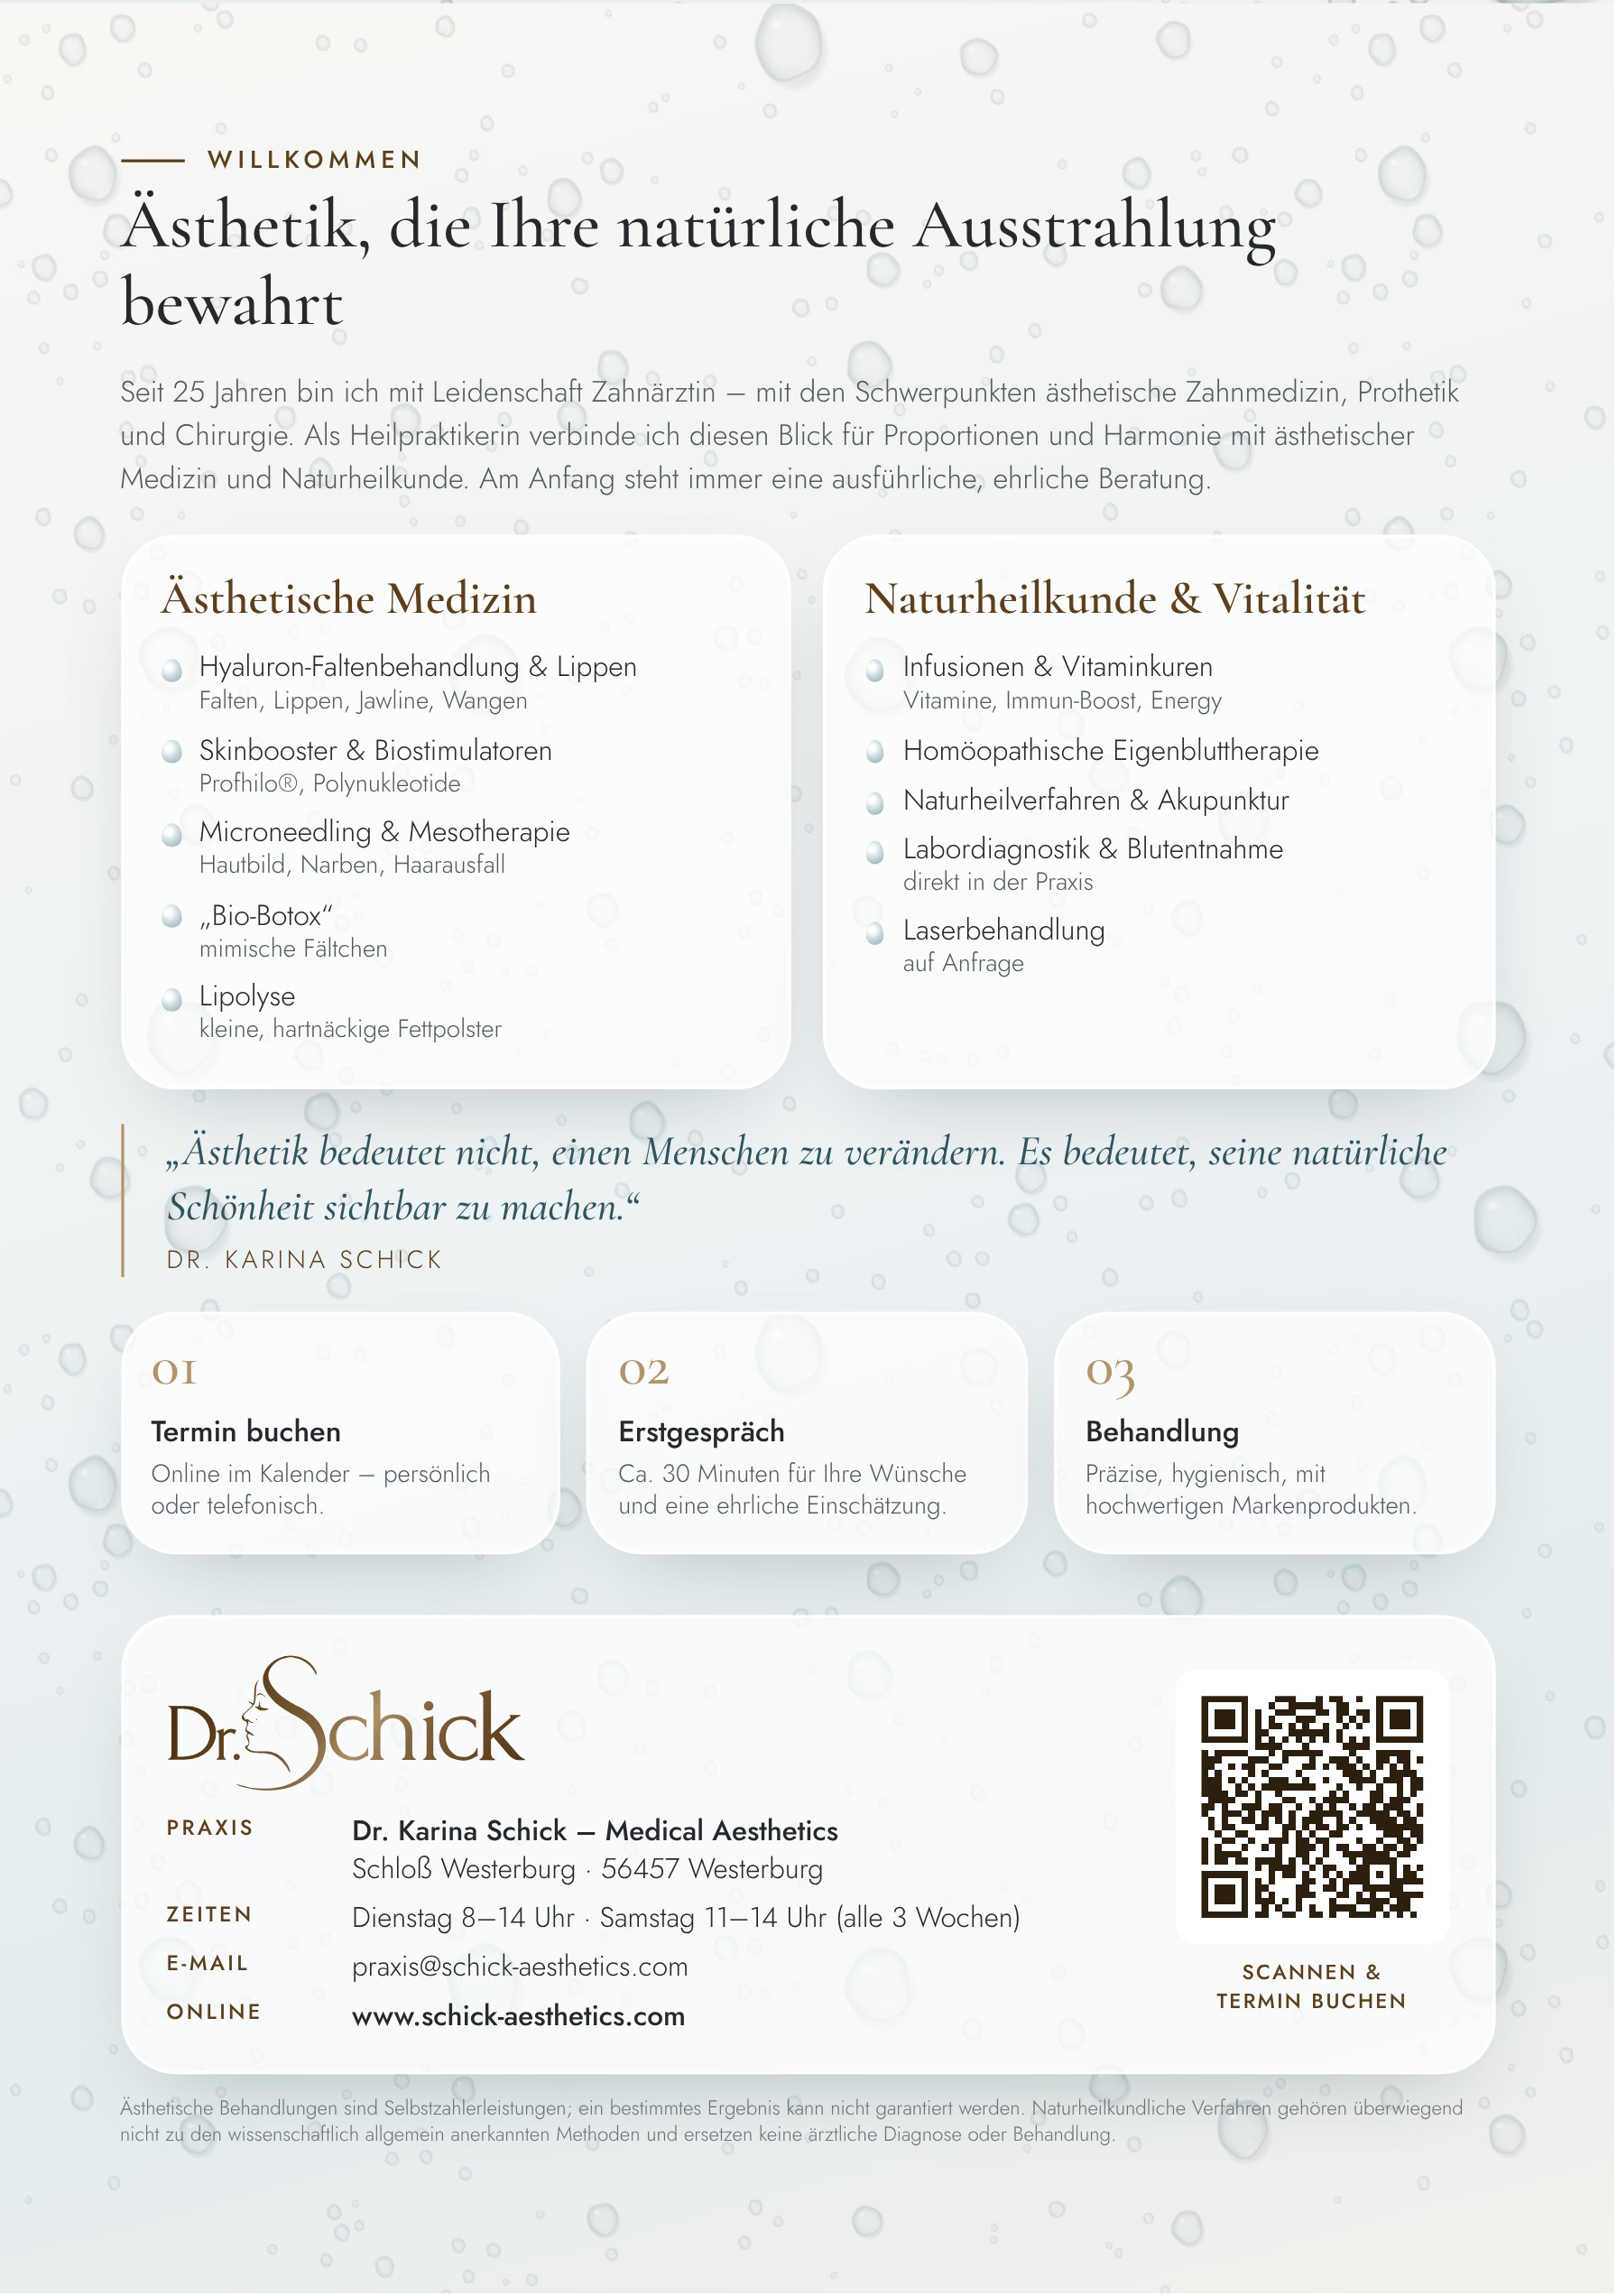 WILLKOMMEN
Ästhetik, die Ihre natürliche Ausstrahlung
bewahrt
Seit 25 Jahren bin ich mit Leidenschaft Zahnärztin – mit den Schwerpunkten ästhetische Zahnmedizin, Prothetik
und Chirurgie. Als Heilpraktikerin verbinde ich diesen Blick für Proportionen und Harmonie mit ästhetischer
Medizin und Naturheilkunde. Am Anfang steht immer eine ausführliche, ehrliche Beratung.
Ästhetische Medizin
Hyaluron-Faltenbehandlung & Lippen
Falten, Lippen, Jawline, Wangen
Skinbooster & Biostimulatoren
Profhilo®, Polynukleotide
Microneedling & Mesotherapie
Hautbild, Narben, Haarausfall
„Bio-Botox“
mimische Fältchen
Lipolyse
kleine, hartnäckige Fettpolster
Naturheilkunde & Vitalität
Infusionen & Vitaminkuren
Vitamine, Immun-Boost, Energy
Homöopathische Eigenbluttherapie
Naturheilverfahren & Akupunktur
Labordiagnostik & Blutentnahme
direkt in der Praxis
Laserbehandlung
auf Anfrage
„Ästhetik bedeutet nicht, einen Menschen zu verändern. Es bedeutet, seine natürliche
Schönheit sichtbar zu machen.“
DR. KARINA SCHICK
01
Termin buchen
Online im Kalender – persönlich
oder telefonisch.
02
Erstgespräch
Ca. 30 Minuten für Ihre Wünsche
und eine ehrliche Einschätzung.
03
Behandlung
Präzise, hygienisch, mit
hochwertigen Markenprodukten.
Dr. Schick
PRAXIS Dr. Karina Schick – Medical Aesthetics
Schloß Westerburg · 56457 Westerburg
ZEITEN Dienstag 8–14 Uhr · Samstag 11–14 Uhr (alle 3 Wochen)
E-MAIL praxis@schick-aesthetics.com
ONLINE www.schick-aesthetics.com
SCANNEN &
TERMIN BUCHEN
Ästhetische Behandlungen sind Selbstzahlerleistungen; ein bestimmtes Ergebnis kann nicht garantiert werden. Naturheilkundliche Verfahren gehören überwiegend
nicht zu den wissenschaftlich allgemein anerkannten Methoden und ersetzen keine ärztliche Diagnose oder Behandlung.